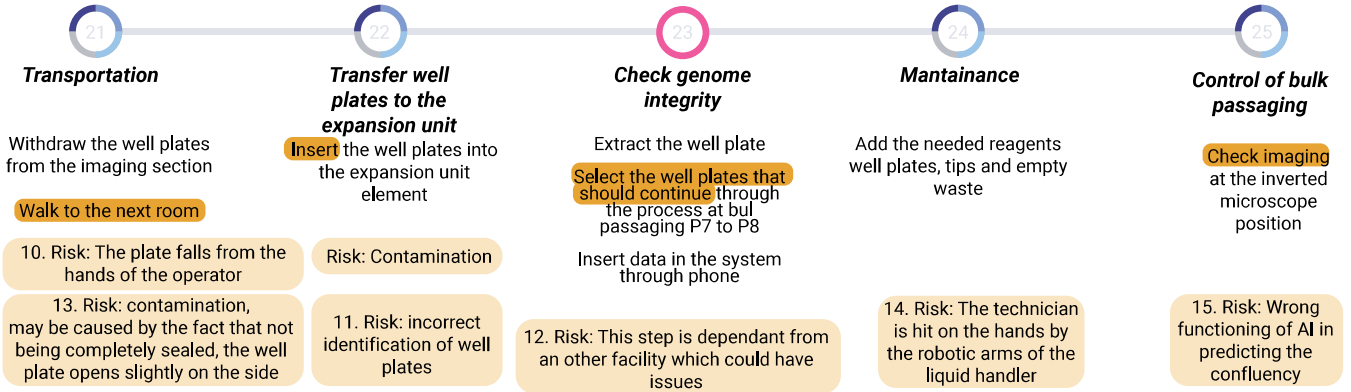 21
Transportation
Withdraw the well plates
from the imaging section
Walk to the next room
10. Risk: The plate falls from the
hands of the operator
13. Risk: contamination,
may be caused by the fact that not
being completely sealed, the well
plate opens slightly on the side
22
Transfer well
plates to the
expansion unit
Insert the well plates into
the expansion unit
element
Risk: Contamination
11. Risk: incorrect
identification of well
plates
23
Check genome
integrity
Extract the well plate
Select the well plates that
should continue through
the process at bul
passaging P7 to P8
Insert data in the system
through phone
12. Risk: This step is dependant from
an other facility which could have
issues
24
Mantainance
Add the needed reagents
well plates, tips and empty
waste
14. Risk: The technician
is hit on the hands by
the robotic arms of the
liquid handler
25
Control of bulk
passaging
Check imaging
at the inverted
microscope
position
15. Risk: Wrong
functioning of AI in
predicting the
confluency